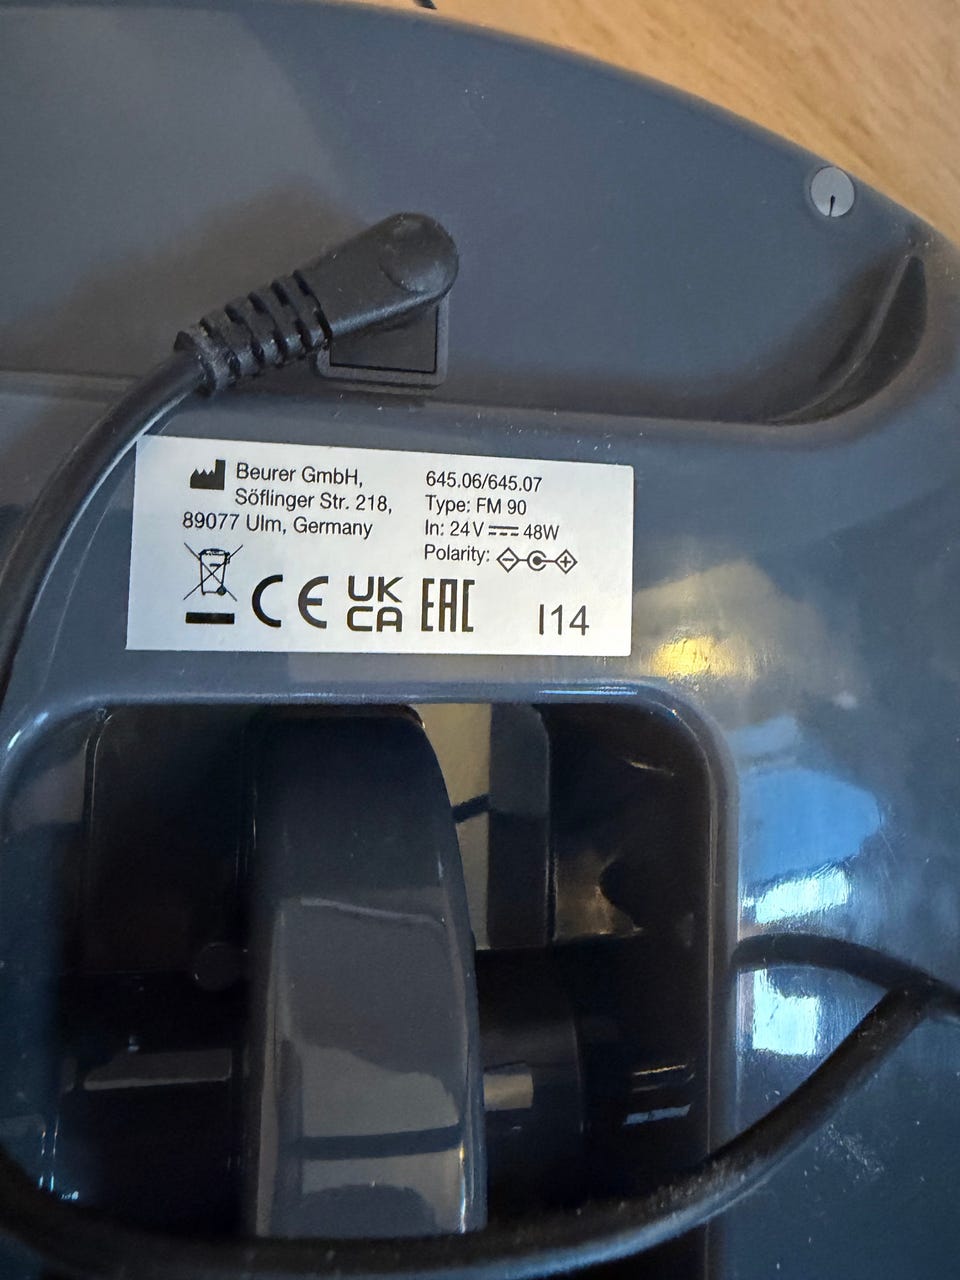 Beurer GmbH,
Söflinger Str. 218,
89077 Ulm, Germany
645.06/645.07
Type: FM 90
In: 24V ⎓ 48W
Polarity:
CE UK CA EAC
I14